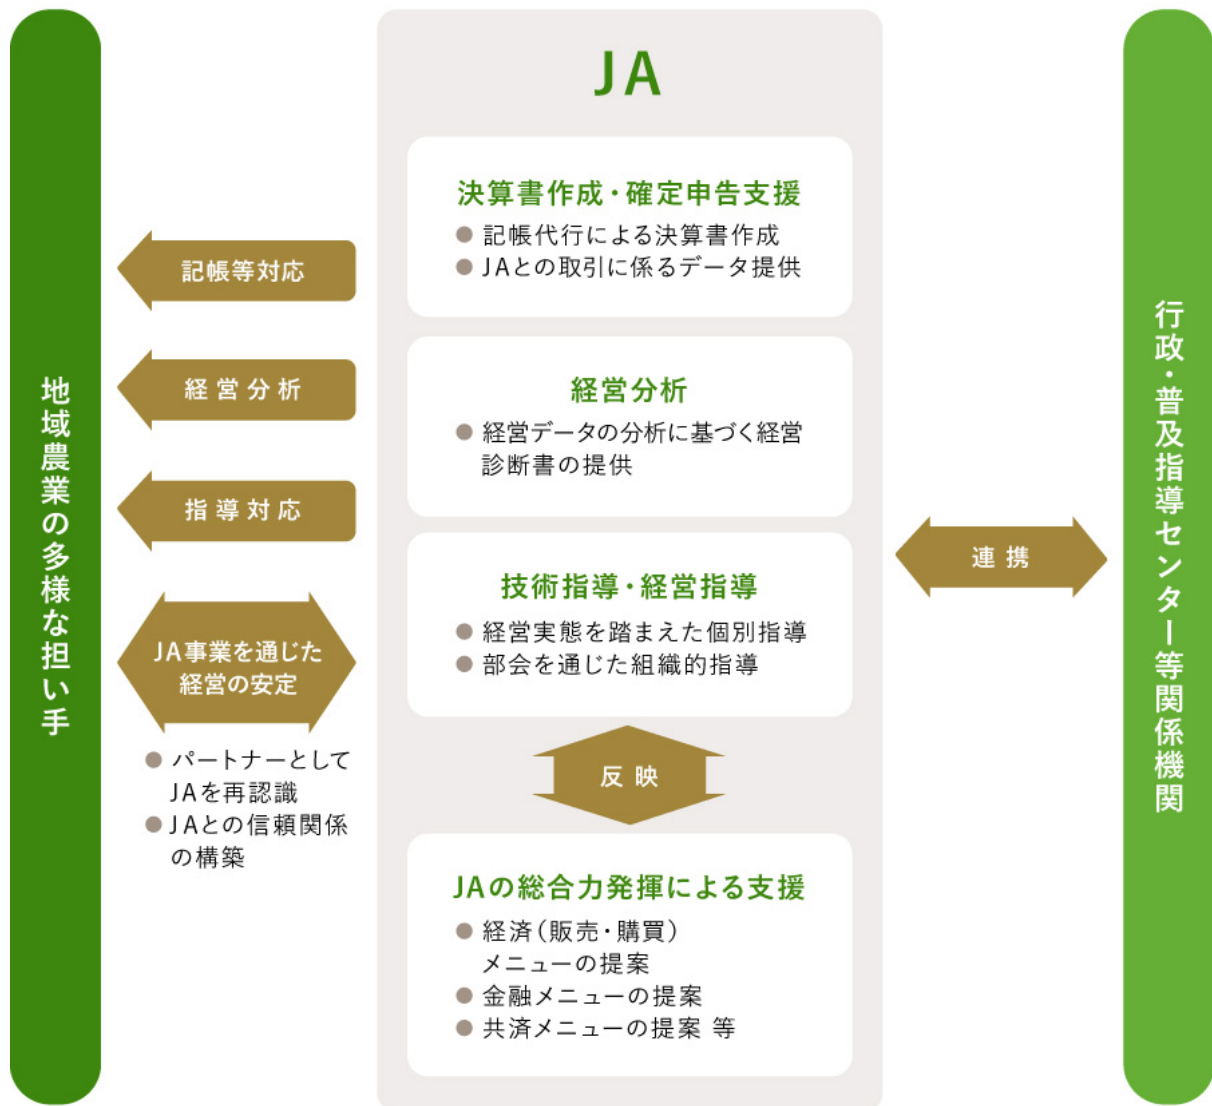 地域農業の多様な担い手
記帳等対応
経営分析
指導対応
JA事業を通じた
経営の安定
● パートナーとして
JAを再認識
● JAとの信頼関係
の構築
JA
決算書作成・確定申告支援
● 記帳代行による決算書作成
● JAとの取引に係るデータ提供
経営分析
● 経営データの分析に基づく経営
診断書の提供
技術指導・経営指導
● 経営実態を踏まえた個別指導
● 部会を通じた組織的指導
反映
JAの総合力発揮による支援
● 経済（販売・購買）
メニューの提案
● 金融メニューの提案
● 共済メニューの提案 等
連携
行政・普及指導センター等関係機関